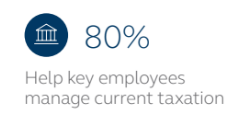 80%
Help key employees
manage current taxation